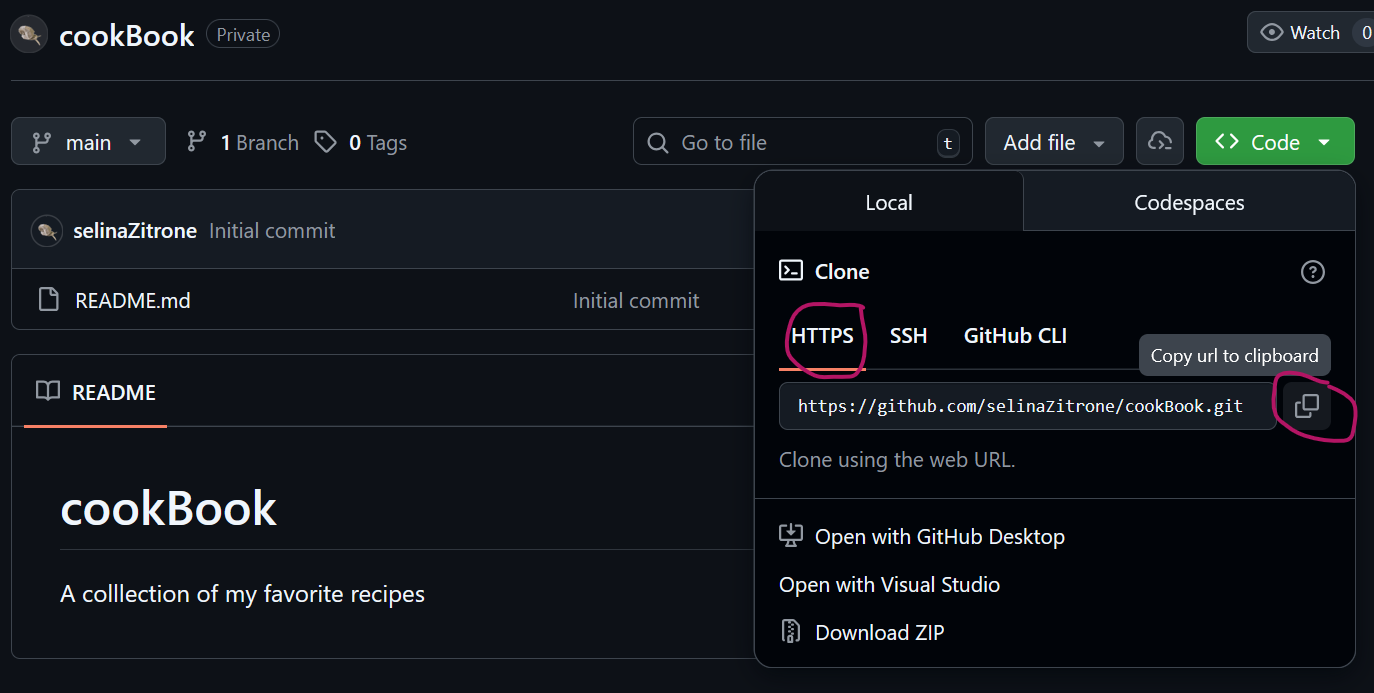 cookBook Private
Watch 0
main 1 Branch 0 Tags
Go to file t
Add file
Code
Local Codespaces
selinaZitrone Initial commit
README.md Initial commit
Clone
HTTPS SSH GitHub CLI
Copy url to clipboard
https://github.com/selinaZitrone/cookBook.git
Clone using the web URL.
README
cookBook
A colllection of my favorite recipes
Open with GitHub Desktop
Open with Visual Studio
Download ZIP